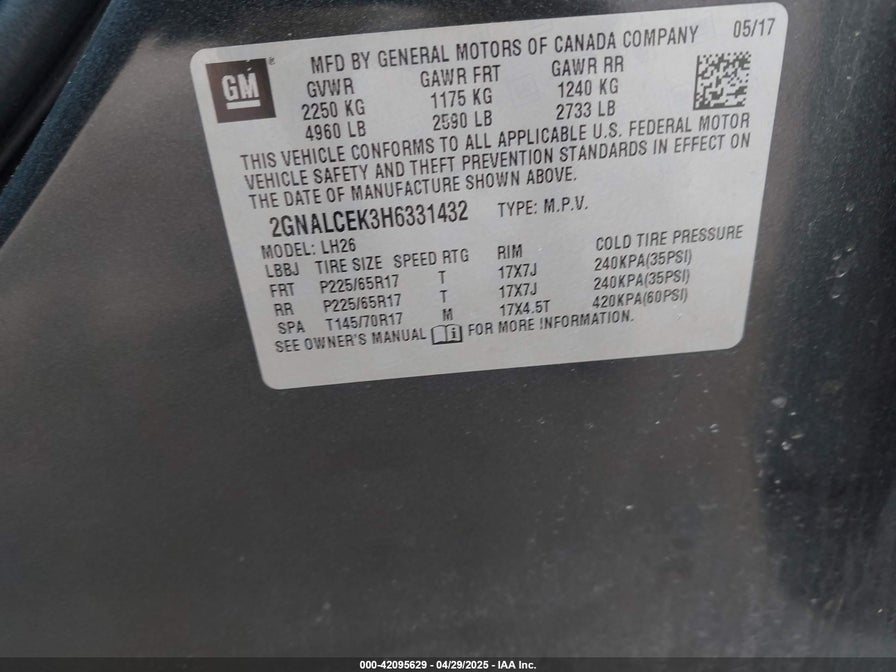 GM ®
MFD BY GENERAL MOTORS OF CANADA COMPANY 05/17
GVWR GAWR FRT GAWR RR
2250 KG 1175 KG 1240 KG
4960 LB 2590 LB 2733 LB
THIS VEHICLE CONFORMS TO ALL APPLICABLE U.S. FEDERAL MOTOR
VEHICLE SAFETY AND THEFT PREVENTION STANDARDS IN EFFECT ON
THE DATE OF MANUFACTURE SHOWN ABOVE.
2GNALCEK3H6331432 TYPE: M.P.V.
MODEL: LH26
LBBJ TIRE SIZE SPEED RTG RIM COLD TIRE PRESSURE
FRT P225/65R17 T 17X7J 240KPA(35PSI)
RR P225/65R17 T 17X7J 240KPA(35PSI)
SPA T145/70R17 M 17X4.5T 420KPA(60PSI)
SEE OWNER'S MANUAL i FOR MORE INFORMATION.
000-42095629 - 04/29/2025 - IAA Inc.